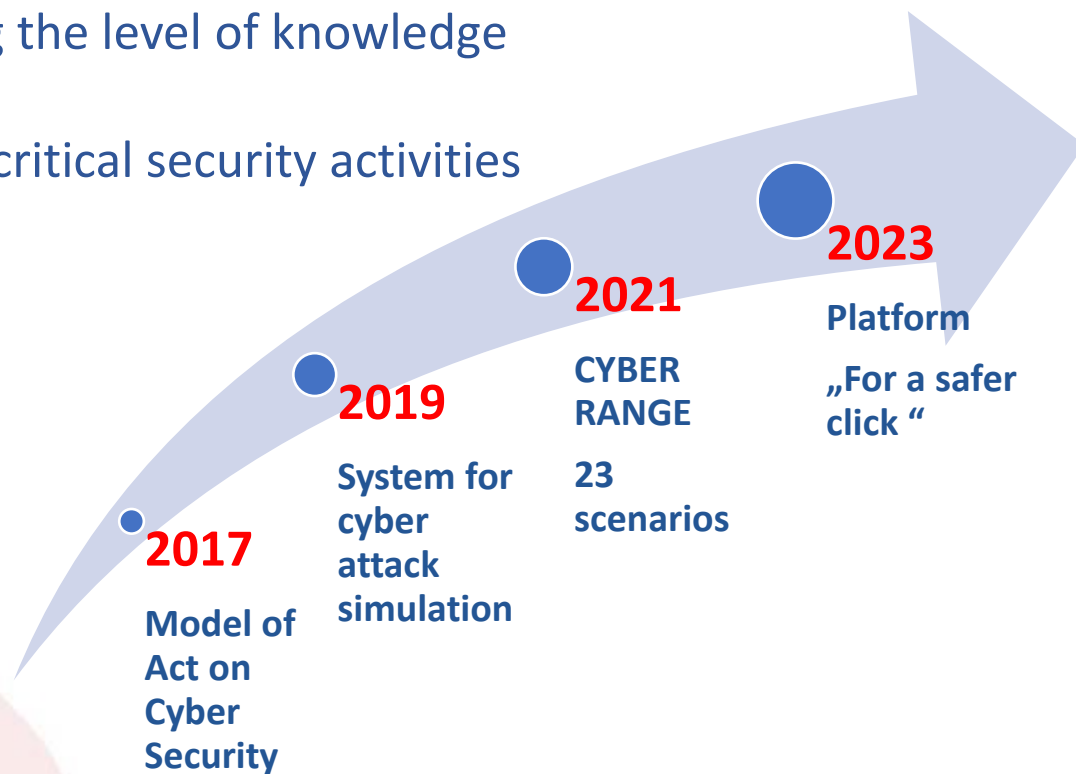 the level of knowledge
critical security activities
2017
Model of
Act on
Cyber
Security
2019
System for
cyber
attack
simulation
2021
CYBER
RANGE
23
scenarios
2023
Platform
„For a safer
click “